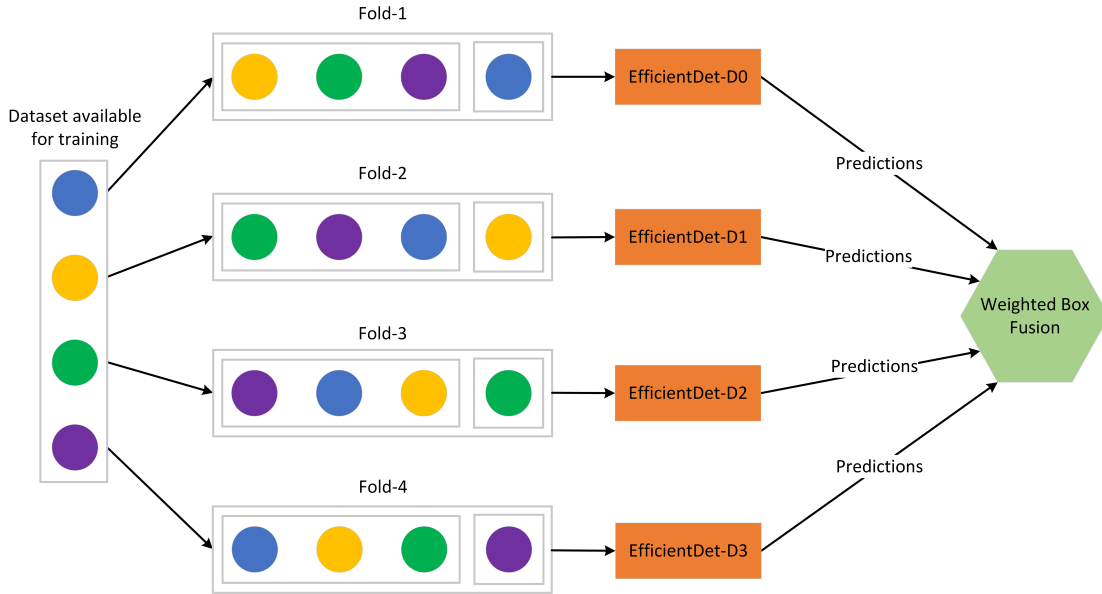 Fold-1
EfficientDet-D0
Dataset available
for training
Predictions
Fold-2
EfficientDet-D1
Predictions
Weighted Box
Fusion
Fold-3
EfficientDet-D2
Predictions
Fold-4
EfficientDet-D3
Predictions